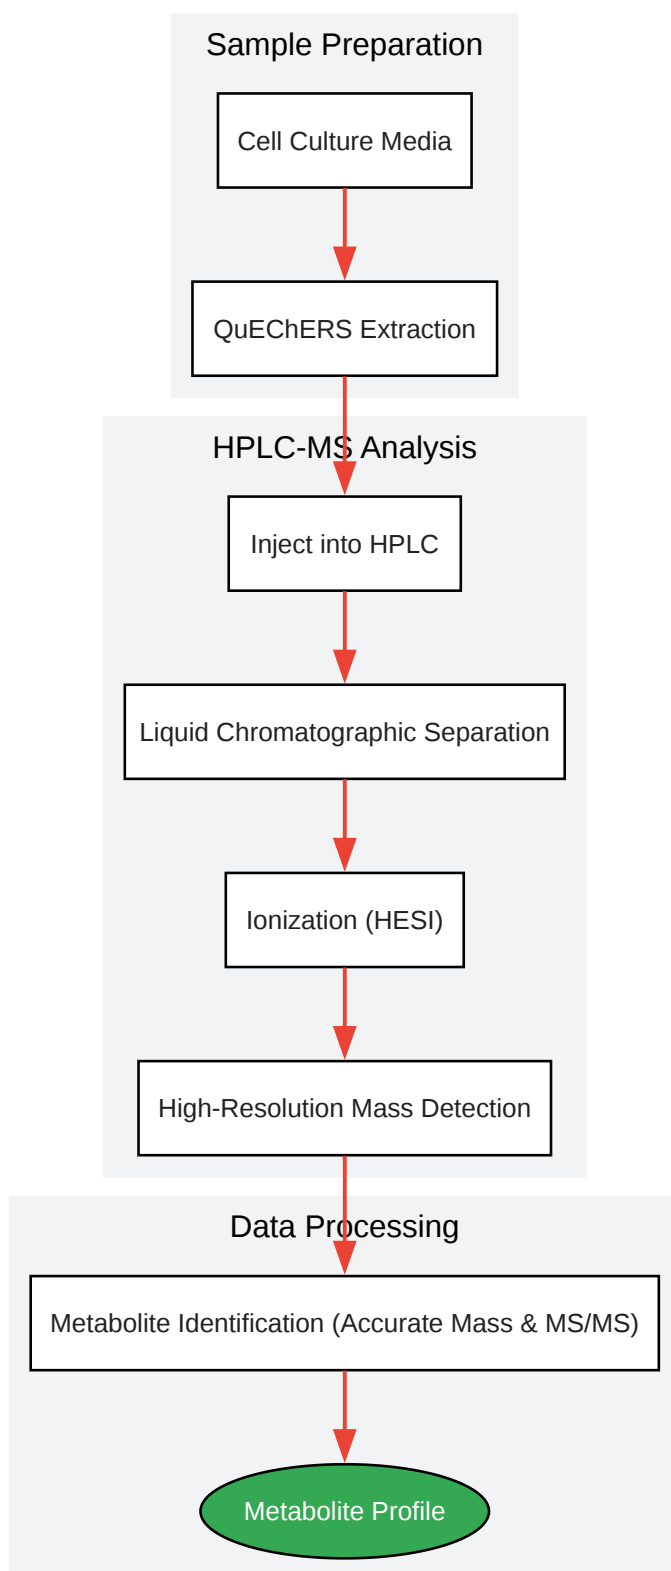 Sample Preparation
Cell Culture Media
QuEChERS Extraction
HPLC-MS Analysis
Inject into HPLC
Liquid Chromatographic Separation
Ionization (HESI)
High-Resolution Mass Detection
Data Processing
Metabolite Identification (Accurate Mass & MS/MS)
Metabolite Profile